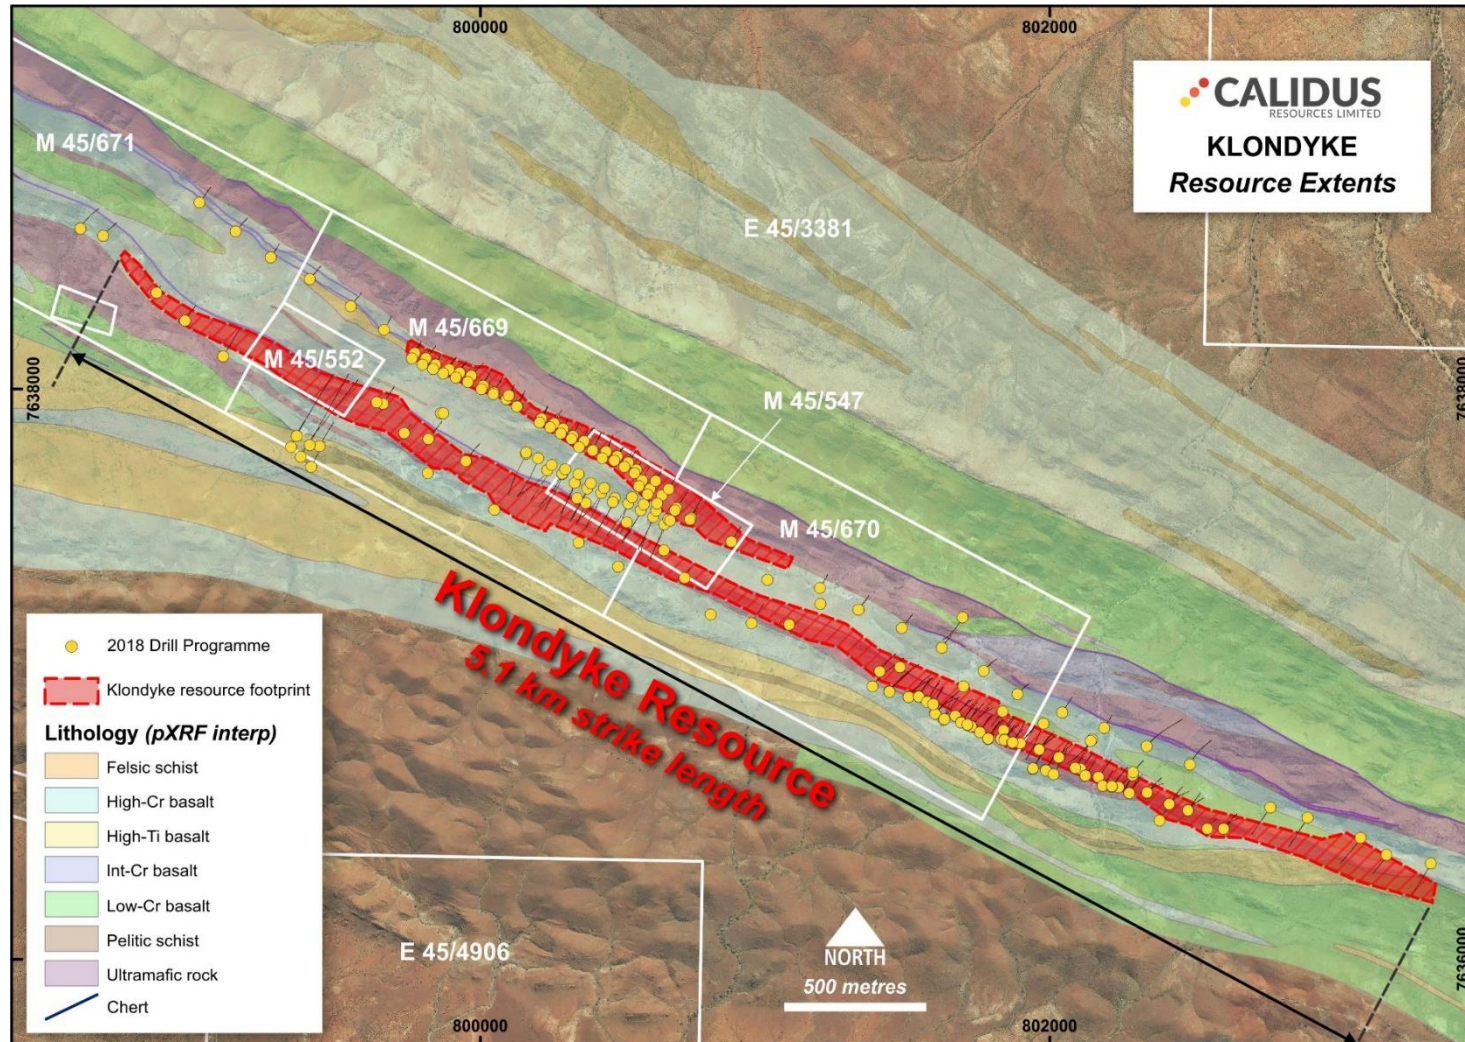 800000
802000
CALIDUS
RESOURCES LIMITED
KLONDYKE
Resource Extents
M 45/671
E 45/3381
M 45/669
M 45/552
7638000
7638000
M 45/547
M 45/670
Klondyke Resource
5.1 km strike length
2018 Drill Programme
Klondyke resource footprint
Lithology (pXRF interp)
Felsic schist
High-Cr basalt
High-Ti basalt
Int-Cr basalt
Low-Cr basalt
Pelitic schist
Ultramafic rock
Chert
E 45/4906
NORTH
500 metres
7636000
800000
802000